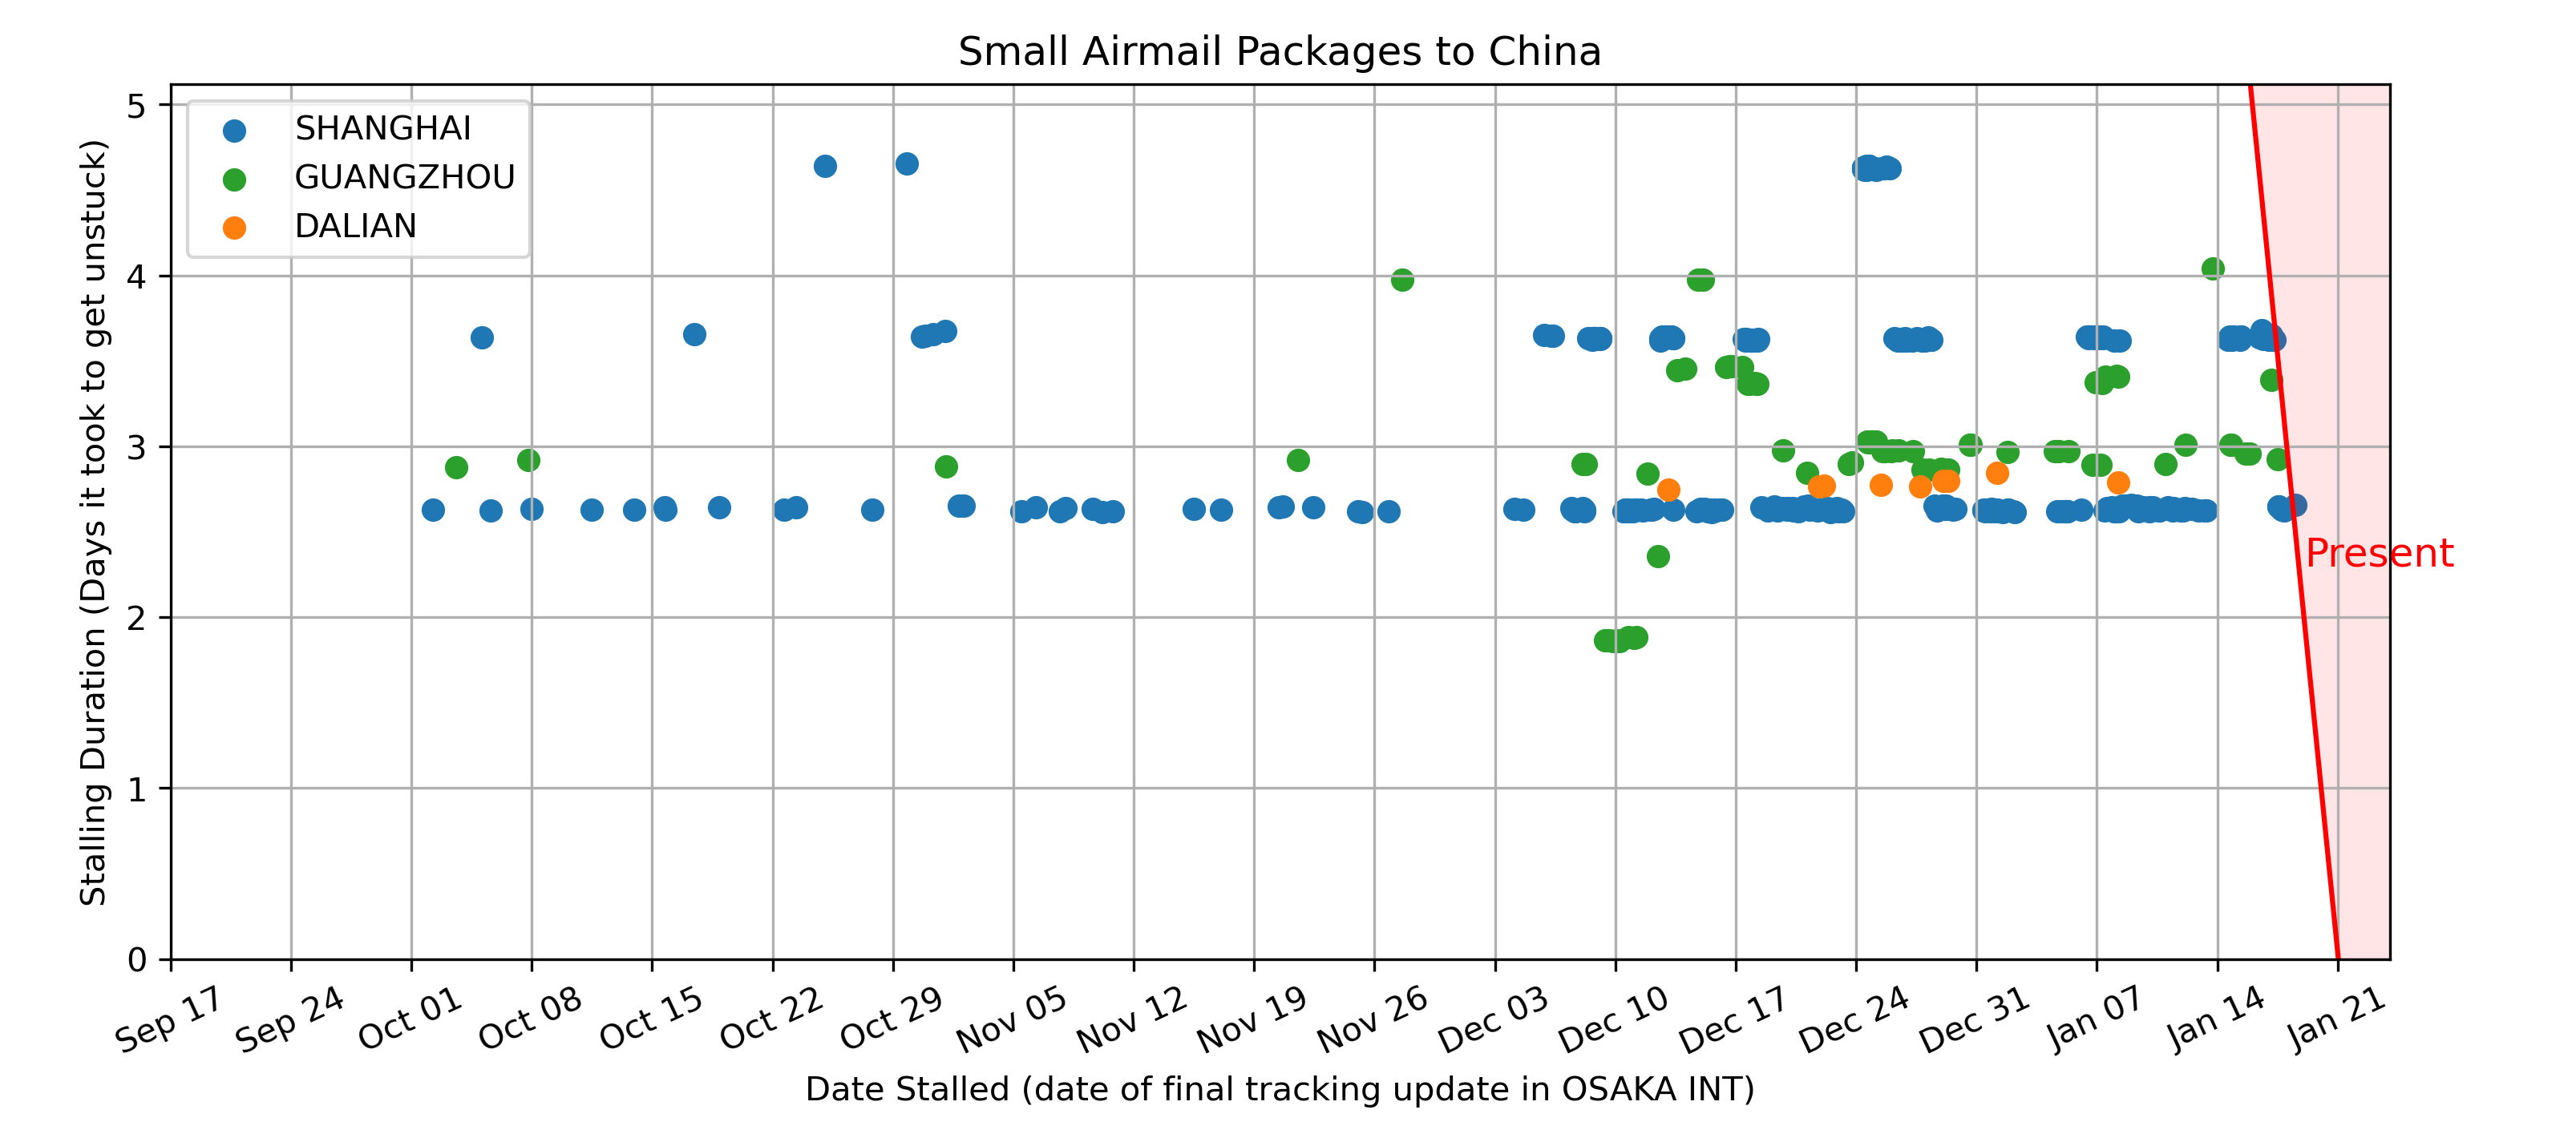 Small Airmail Packages to China
Stalling Duration (Days it took to get unstuck)
5
4
3
2
1
0
SHANGHAI
GUANGZHOU
DALIAN
Present
Sep 17
Sep 24
Oct 01
Oct 08
Oct 15
Oct 22
Oct 29
Nov 05
Nov 12
Nov 19
Nov 26
Dec 03
Dec 10
Dec 17
Dec 24
Dec 31
Jan 07
Jan 14
Jan 21
Date Stalled (date of final tracking update in OSAKA INT)